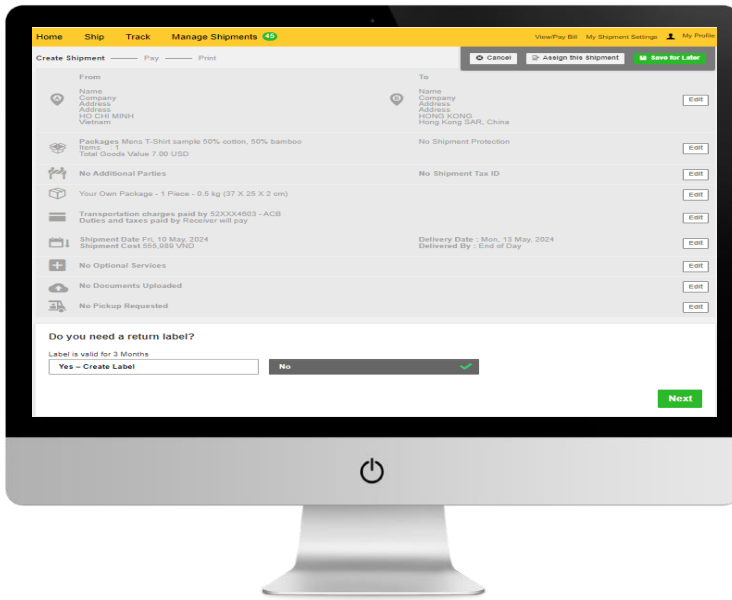 Home Ship Track Manage Shipments 45 View/Pay Bill My Shipment Settings My Profile
Create Shipment Pay Print Cancel Assign this Shipment Save for Later
From To
A Name B Name
Company Company
Address Address
Address Address
HO CHI MINH HONG KONG
Vietnam Hong Kong SAR, China
Edit
Packages Mens T-Shirt sample 50% cotton, 50% bamboo No Shipment Protection
Items : 1
Total Goods Value 7.00 USD
Edit
No Additional Parties No Shipment Tax ID Edit
Your Own Package - 1 Piece - 0.5 kg (37 X 25 X 2 cm) Edit
Transportation charges paid by 52XXX4603 - ACB
Duties and taxes paid by Receiver will pay
Edit
Shipment Date Fri, 10 May, 2024 Delivery Date : Mon, 13 May, 2024
Shipment Cost 555,989 VND Delivered By : End of Day
Edit
No Optional Services Edit
No Documents Uploaded Edit
No Pickup Requested Edit
Do you need a return label?
Label is valid for 3 Months
Yes – Create Label No
Next